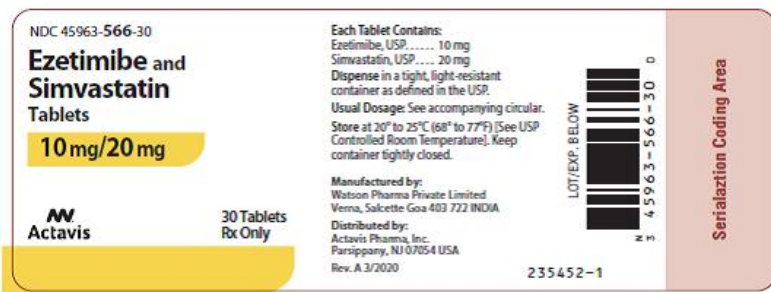 NDC 45963-566-30
Ezetimibe and
Simvastatin
Tablets
10 mg/20 mg
Actavis
30 Tablets
Rx Only
Each Tablet Contains:
Ezetimibe, USP...... 10 mg
Simvastatin, USP.... 20 mg
Dispense in a tight, light-resistant
container as defined in the USP.
Usual Dosage: See accompanying circular.
Store at 20° to 25°C (68° to 77°F) [See USP
Controlled Room Temperature]. Keep
container tightly closed.
Manufactured by:
Watson Pharma Private Limited
Verna, Salcette Goa 403 722 INDIA
Distributed by:
Actavis Pharma, Inc.
Parsippany, NJ 07054 USA
Rev. A 3/2020
235452-1
LOT/EXP. BELOW
N
3 45963-566-30 0
Serialaztion Coding Area